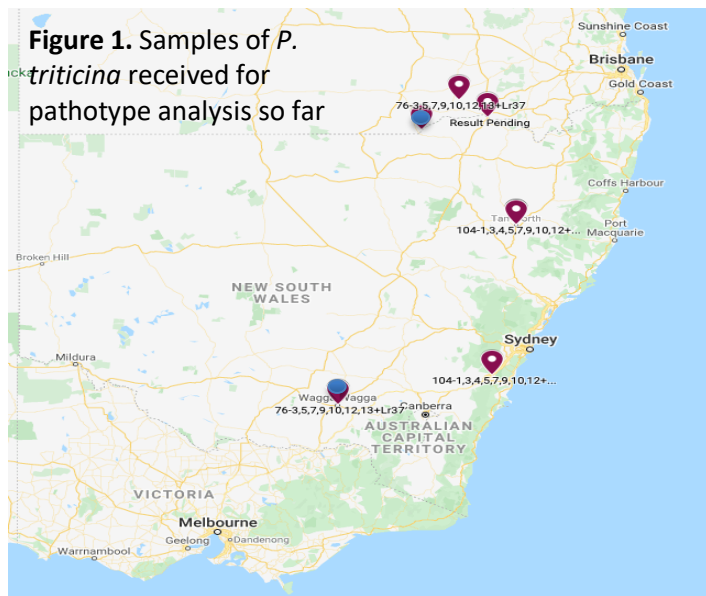 Figure 1. Samples of P.
triticina received for
pathotype analysis so far
Sunshine Coast
Brisbane
Gold Coast
76-3,5,7,9,10,12,13+Lr37
Result Pending
Coffs Harbour
104-1,3,4,5,7,9,10,12+...
Port
Macquarie
Broken Hill
NEW SOUTH
WALES
Sydney
Mildura
104-1,3,4,5,7,9,10,12+...
Wagga Wagga
76-3,5,7,9,10,12,13+Lr37
Canberra
AUSTRALIAN
CAPITAL
TERRITORY
VICTORIA
Melbourne
Geelong
Dandenong
Warrnambool